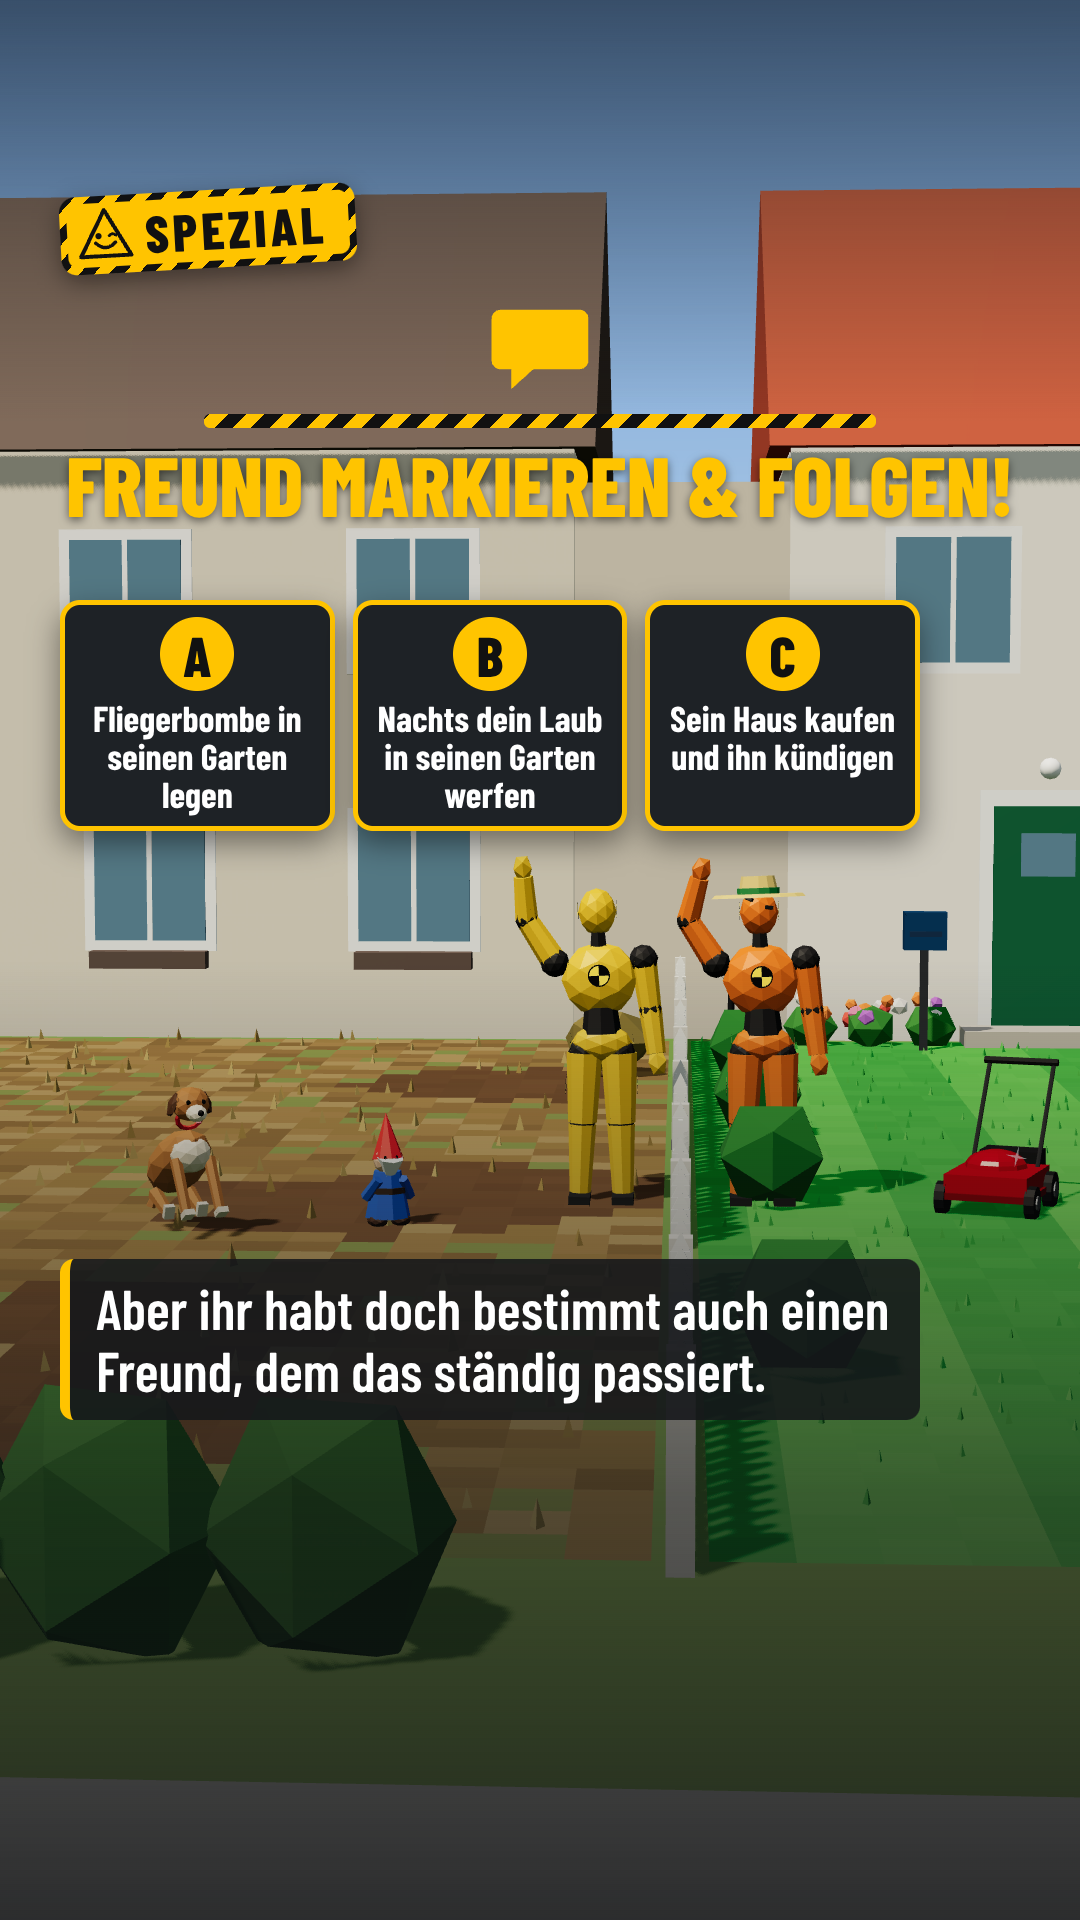 SPEZIAL
FREUND MARKIEREN & FOLGEN!
A
Fliegerbombe in
seinen Garten
legen
B
Nachts dein Laub
in seinen Garten
werfen
C
Sein Haus kaufen
und ihn kündigen
Aber ihr habt doch bestimmt auch einen
Freund, dem das ständig passiert.